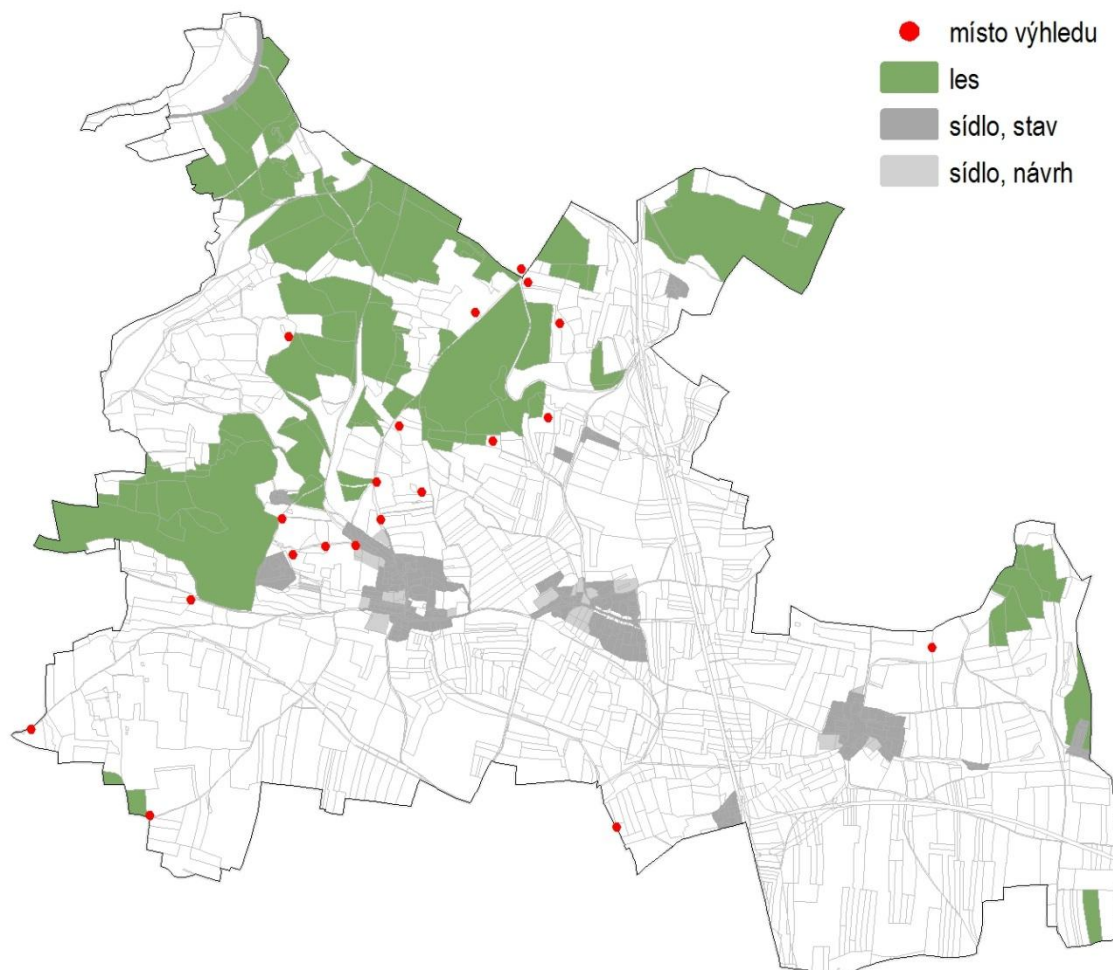 místo výhledu
les
sídlo, stav
sídlo, návrh